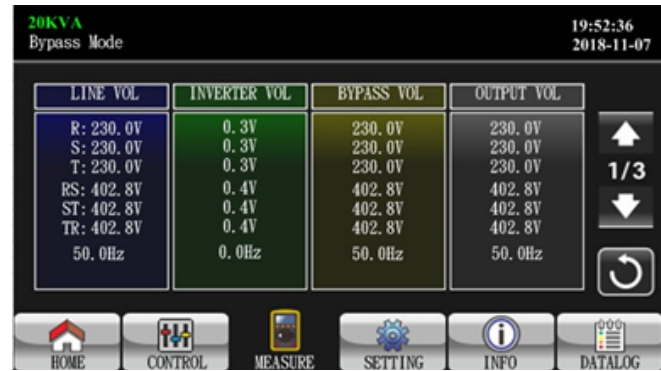 20KVA
19:52:36
Bypass Mode
2018-11-07
LINE VOL INVERTER VOL BYPASS VOL OUTPUT VOL
R: 230.0V 0.3V 230.0V 230.0V
S: 230.0V 0.3V 230.0V 230.0V
T: 230.0V 0.3V 230.0V 230.0V
RS: 402.8V 0.4V 402.8V 402.8V
ST: 402.8V 0.4V 402.8V 402.8V
TR: 402.8V 0.4V 402.8V 402.8V
50.0Hz 0.0Hz 50.0Hz 50.0Hz
1/3
HOME CONTROL MEASURE SETTING INFO DATALOG